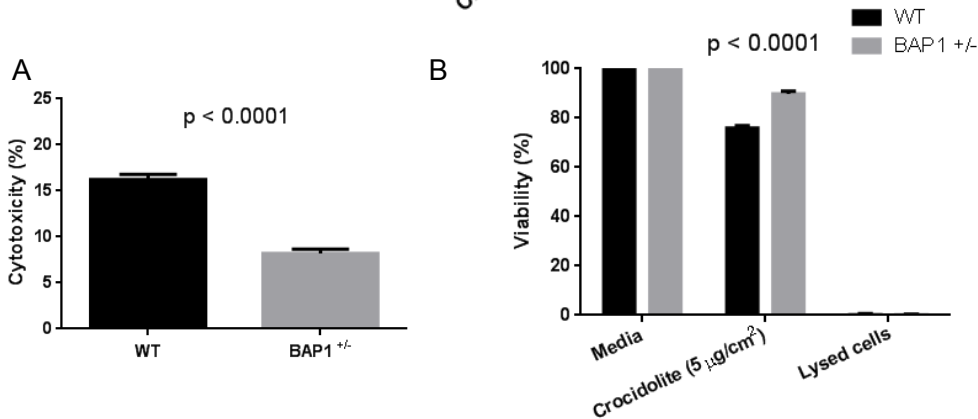 WT
BAP1 +/-
A
B
p < 0.0001
p < 0.0001
Cytotoxicity (%)
25
20
15
10
5
0
WT
BAP1 +/-
Viability (%)
100
80
60
40
20
0
Media
Crocidolite (5 µg/cm²)
Lysed cells